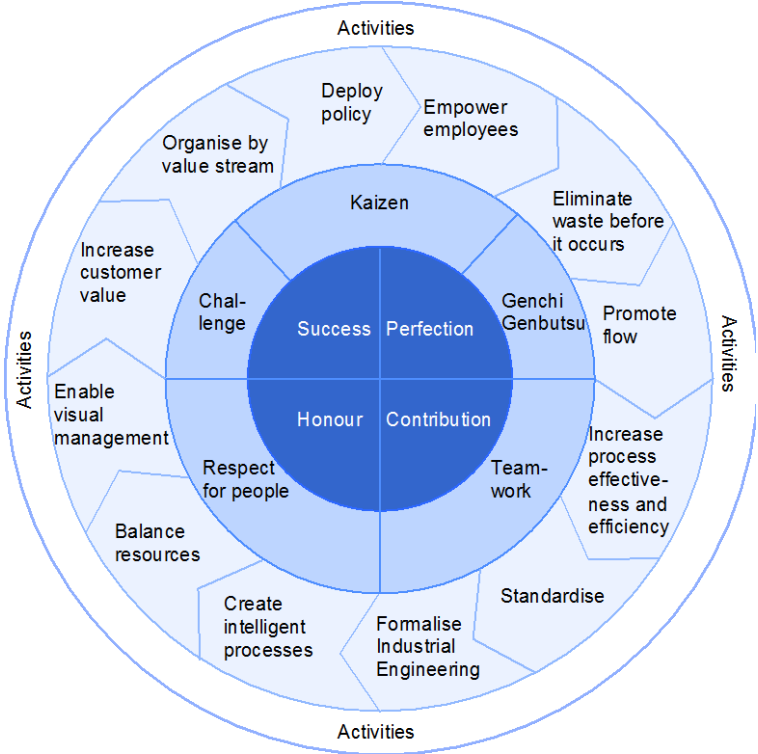 Activities
Deploy
policy
Empower
employees
Organise by
value stream
Eliminate
waste before
it occurs
Kaizen
Increase
customer
value
Chal-
lenge
Genchi
Genbutsu
Promote
flow
Success
Perfection
Activities
Activities
Enable
visual
management
Honour
Contribution
Increase
process
effective-
ness and
efficiency
Respect
for people
Team-
work
Balance
resources
Standardise
Create
intelligent
processes
Formalise
Industrial
Engineering
Activities